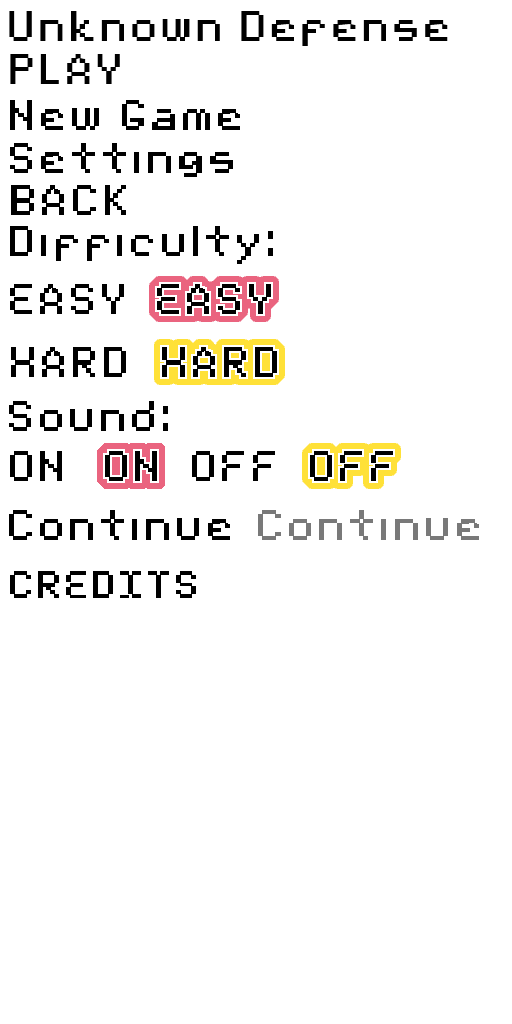 Unknown Defense
PLAY
New Game
Settings
BACK
Difficulty:
EASY EASY
HARD HARD
Sound:
ON ON OFF OFF
Continue Continue
CREDITS